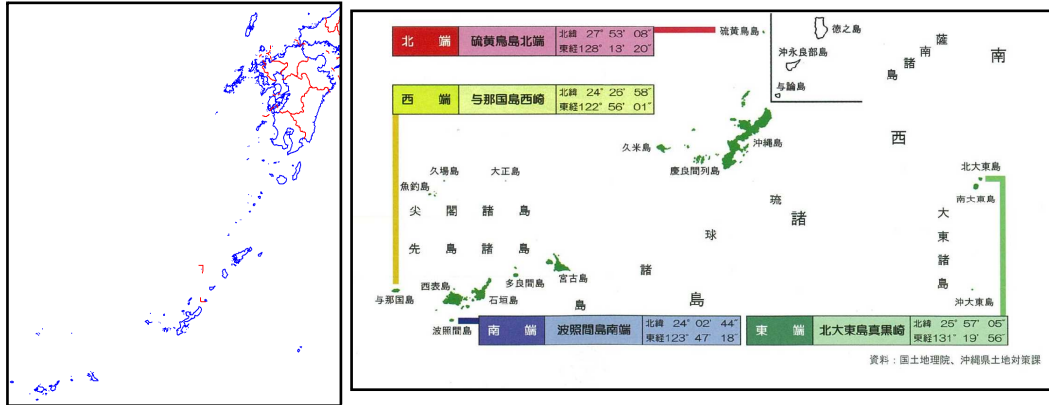 北 端 硫黄鳥島北端 北緯 27° 53′ 08″
東経128° 13′ 20″
硫黄鳥島
徳之島
沖永良部島
与論島
薩南諸島
南西諸島
西 端 与那国島西崎 北緯 24° 26′ 58″
東経122° 56′ 01″
久米島
沖縄島
慶良間列島
久場島
大正島
魚釣島
尖閣諸島
先島諸島
琉球諸島
北大東島
南大東島
大東諸島
沖大東島
宮古島
多良間島
西表島
石垣島
与那国島
波照間島
南 端 波照間島南端 北緯 24° 02′ 44″
東経123° 47′ 18″
東 端 北大東島真黒崎 北緯 25° 57′ 05″
東経131° 19′ 56″
資料：国土地理院、沖縄県土地対策課